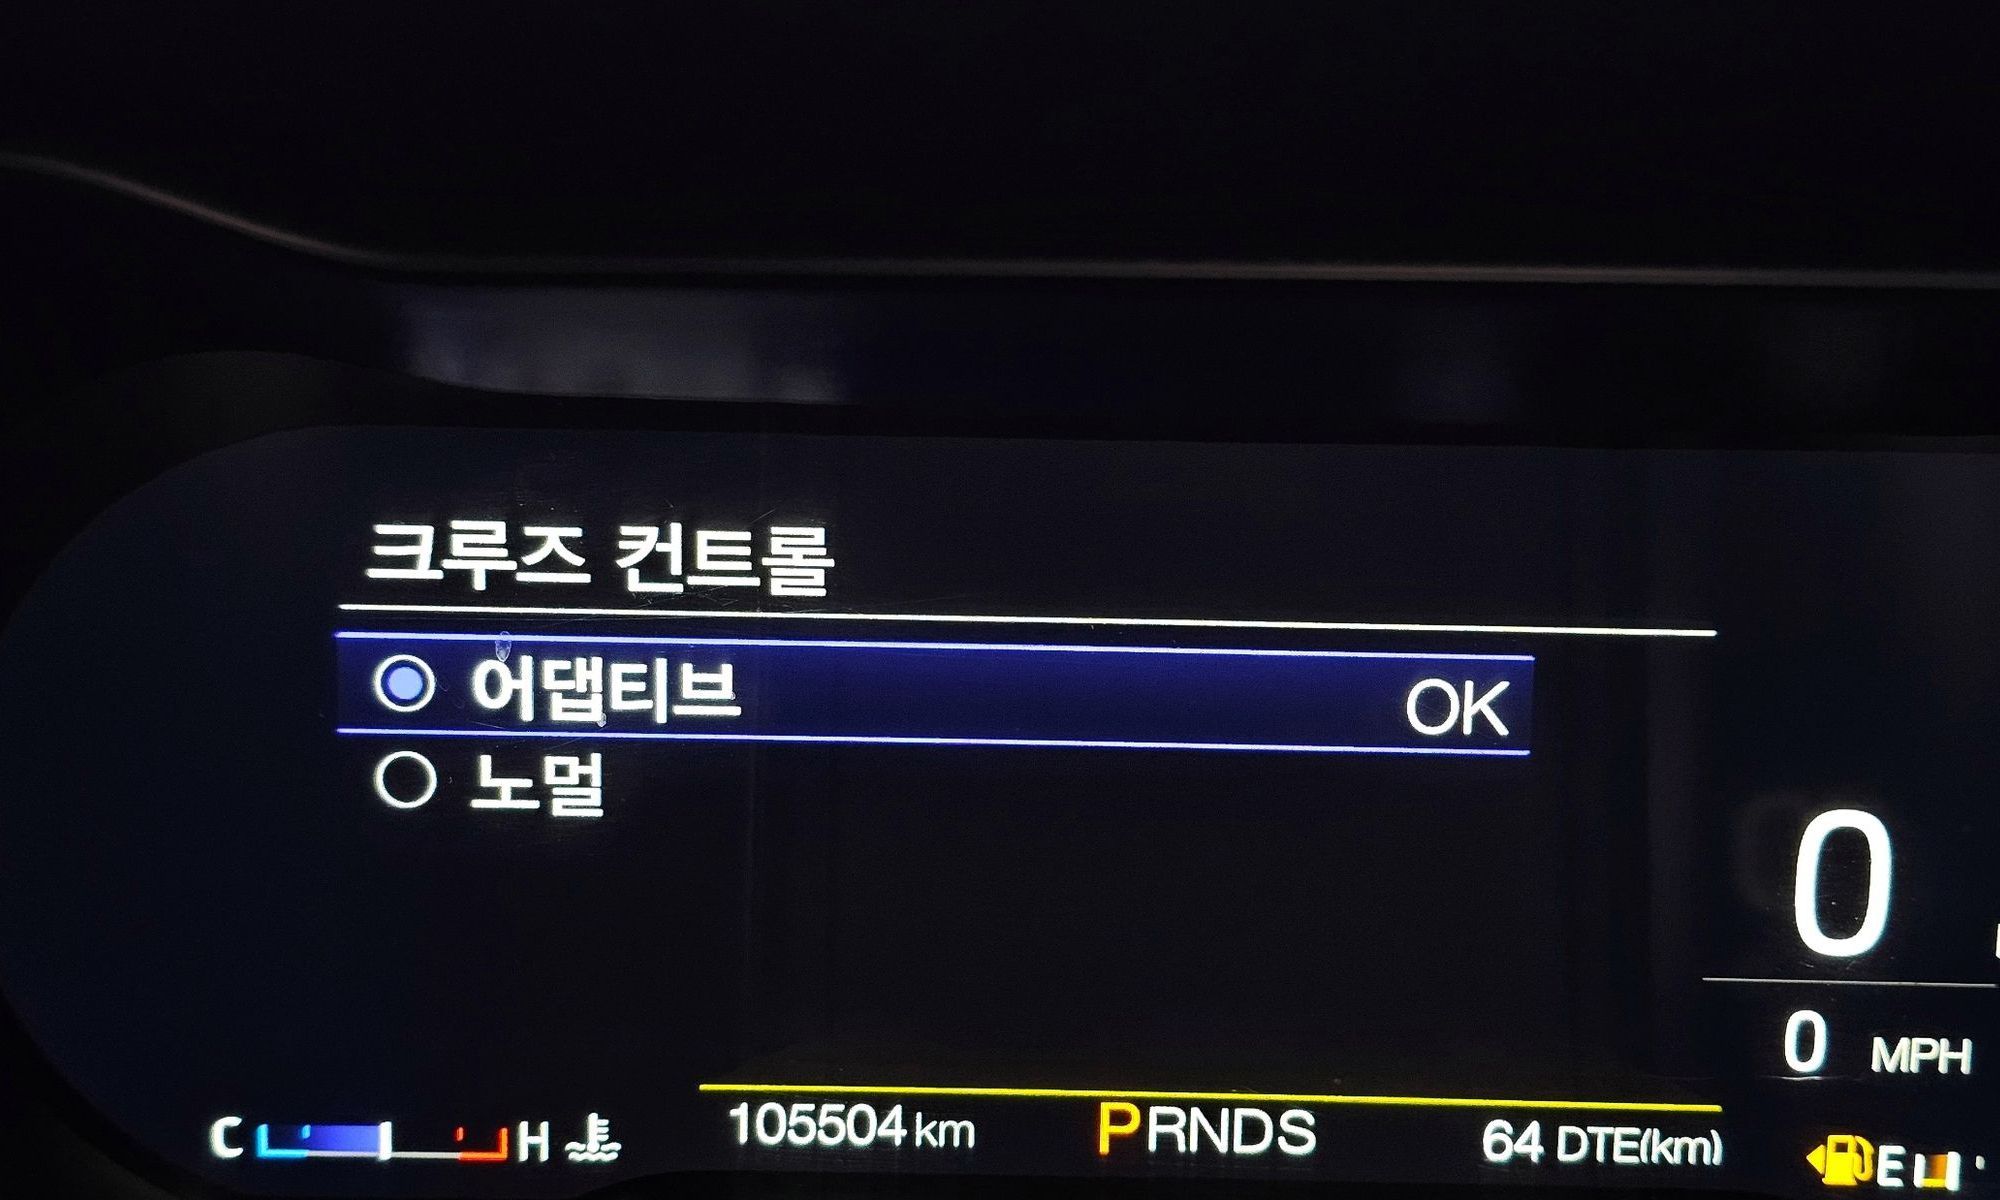 크루즈 컨트롤
어댑티브 OK
노멀
0
0 MPH
C H 105504 km PRNDS 64 DTE(km) E